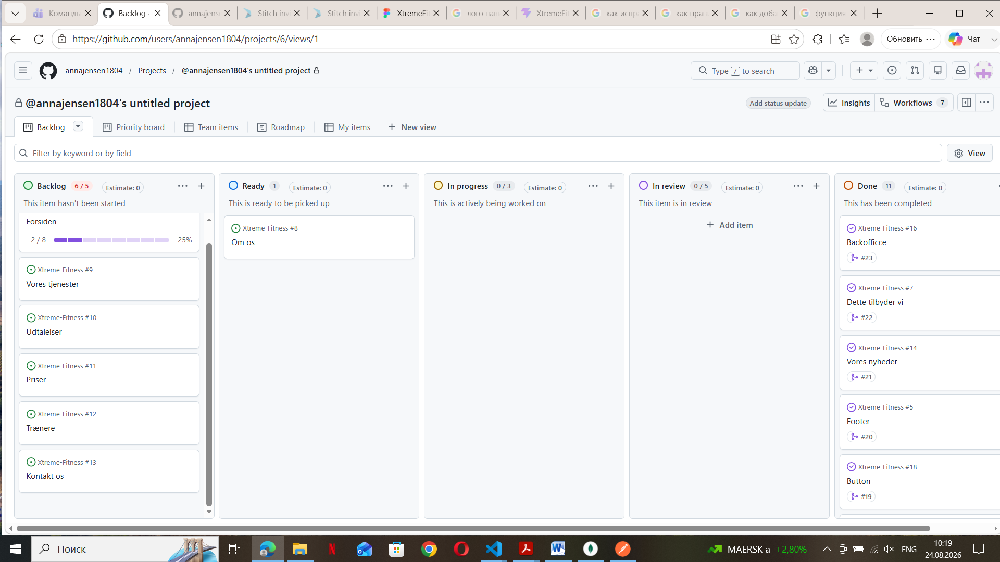 Команды
Backlog ·
annajense
Stitch inv
Stitch inv
XtremeFit
лого нав
XtremeFit
как испра
как прав
как доба
функция
https://github.com/users/annajensen1804/projects/6/views/1
Обновить
Чат
annajensen1804 / Projects / @annajensen1804's untitled project
Type / to search
@annajensen1804's untitled project
Add status update
Insights
Workflows 7
Backlog
Priority board
Team items
Roadmap
My items
New view
Filter by keyword or by field
View
Backlog 6 / 5 Estimate: 0
This item hasn't been started
Forsiden
2 / 8 25%
Xtreme-Fitness #9
Vores tjenester
Xtreme-Fitness #10
Udtalelser
Xtreme-Fitness #11
Priser
Xtreme-Fitness #12
Trænere
Xtreme-Fitness #13
Kontakt os
Ready 1 Estimate: 0
This is ready to be picked up
Xtreme-Fitness #8
Om os
In progress 0 / 3 Estimate: 0
This is actively being worked on
In review 0 / 5 Estimate: 0
This item is in review
Add item
Done 11 Estimate: 0
This has been completed
Xtreme-Fitness #16
Backofficce
#23
Xtreme-Fitness #7
Dette tilbyder vi
#22
Xtreme-Fitness #14
Vores nyheder
#21
Xtreme-Fitness #5
Footer
#20
Xtreme-Fitness #18
Button
#19
Поиск
MAERSK a +2,80%
ENG
10:19
24.08.2026